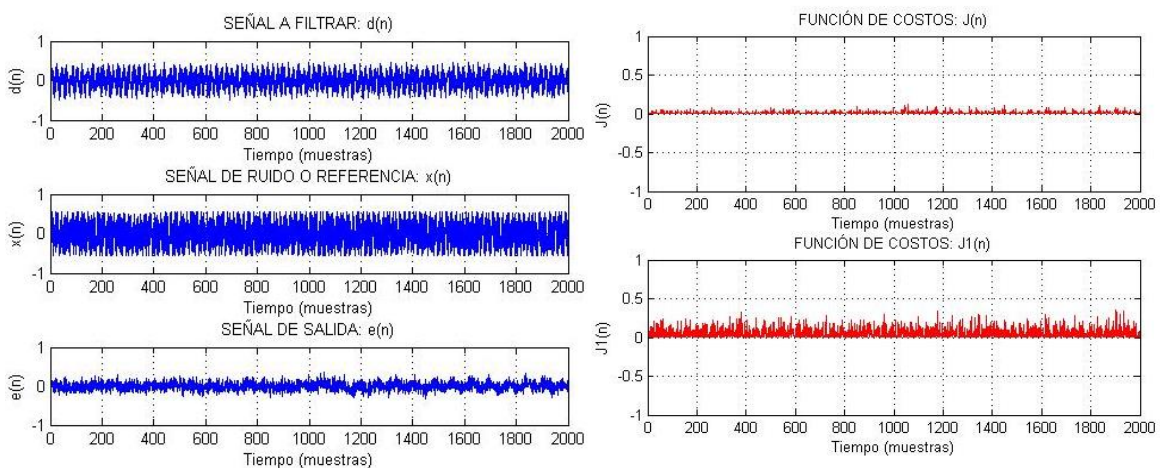 SEÑAL A FILTRAR: d(n)
1
0
-1
d(n)
0 200 400 600 800 1000 1200 1400 1600 1800 2000
Tiempo (muestras)
SEÑAL DE RUIDO O REFERENCIA: x(n)
1
0
-1
x(n)
0 200 400 600 800 1000 1200 1400 1600 1800 2000
Tiempo (muestras)
SEÑAL DE SALIDA: e(n)
1
0
-1
e(n)
0 200 400 600 800 1000 1200 1400 1600 1800 2000
Tiempo (muestras)
FUNCIÓN DE COSTOS: J(n)
1
0.5
0
-0.5
-1
J(n)
0 200 400 600 800 1000 1200 1400 1600 1800 2000
Tiempo (muestras)
FUNCIÓN DE COSTOS: J1(n)
1
0.5
0
-0.5
-1
J1(n)
0 200 400 600 800 1000 1200 1400 1600 1800 2000
Tiempo (muestras)